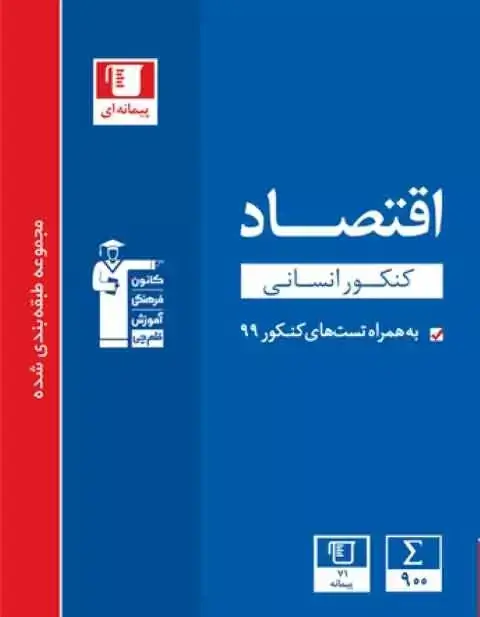 پیمانه‌ای
اقتصاد
کنکور انسانی
به همراه تست‌های کنکور ۹۹
کانون
فرهنگی
آموزش
قلم‌چی
مجموعه طبقه‌بندی شده
۷۱
پیمانه
Σ
۹۰۰